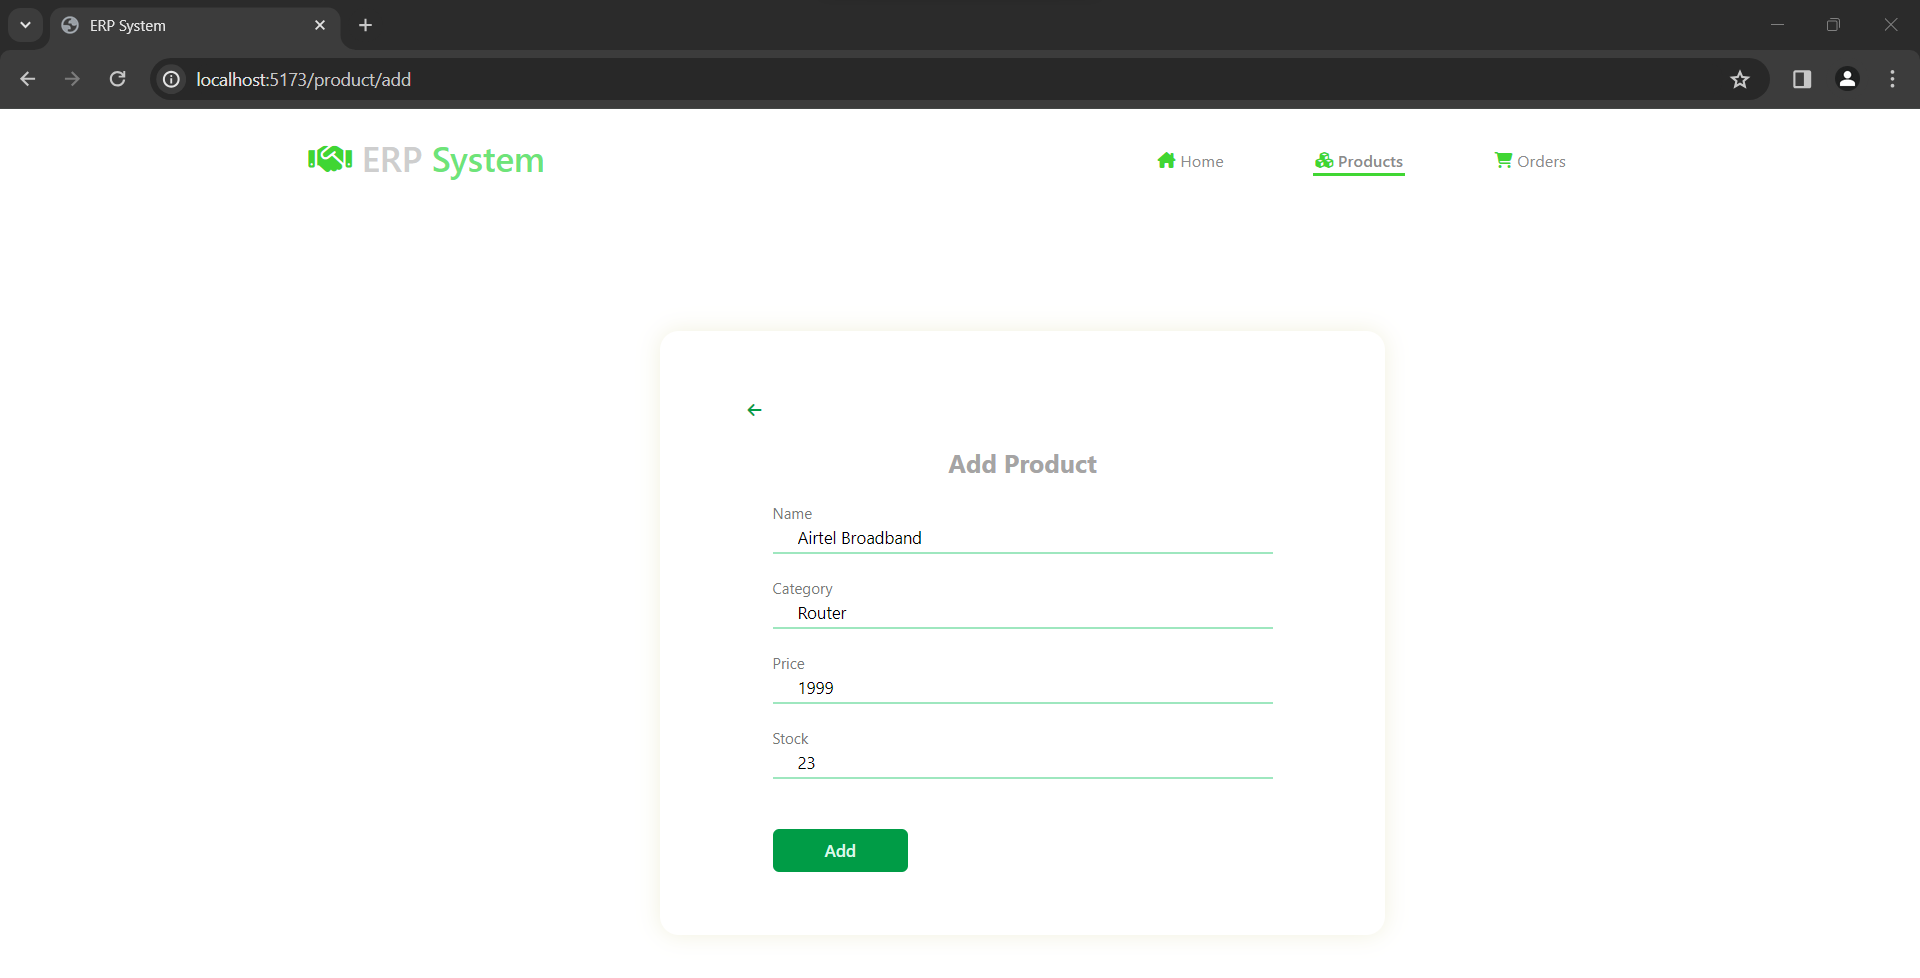 ERP System
localhost:5173/product/add
ERP System
Home
Products
Orders
Add Product
Name
Airtel Broadband
Category
Router
Price
1999
Stock
23
Add